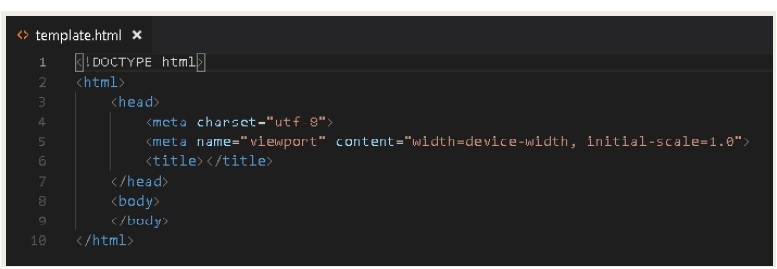 <> template.html ×
1 <!DOCTYPE html>
2 <html>
3     <head>
4         <meta charset="utf-8">
5         <meta name="viewport" content="width=device-width, initial-scale=1.0">
6         <title></title>
7     </head>
8     <body>
9     </body>
10 </html>